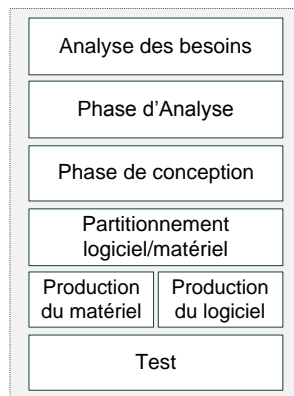 Analyse des besoins
Phase d'Analyse
Phase de conception
Partitionnement
logiciel/matériel
Production
du matériel
Production
du logiciel
Test